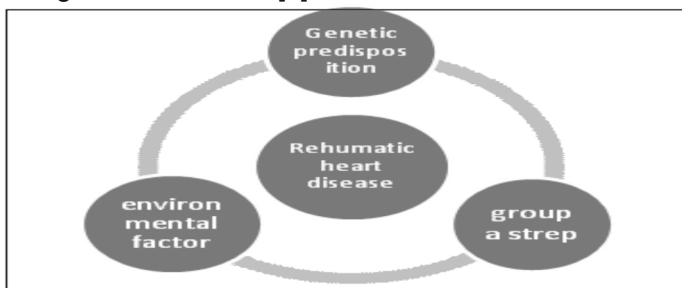 Genetic
predispos
ition
Rehumatic
heart
disease
environ
mental
factor
group
a strep